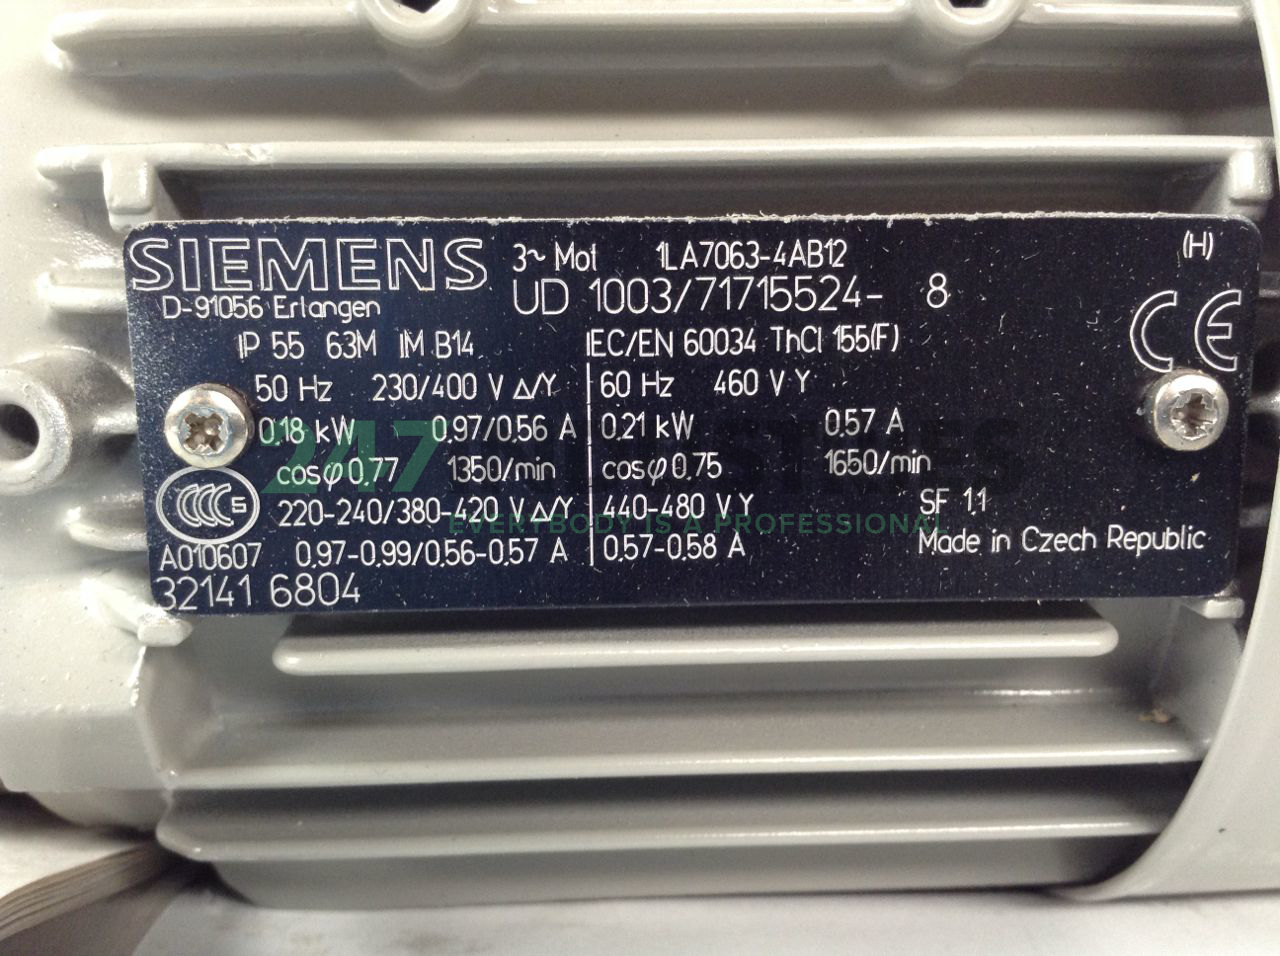 SIEMENS 3~ Mot 1LA7063-4AB12 (H)
D-91056 Erlangen UD 1003/71715524- 8
CE
IP 55 63M IM B14 IEC/EN 60034 ThCl 155(F)
50 Hz 230/400 V Δ/Y 60 Hz 460 V Y
0.18 kW 0.97/0.56 A 0.21 kW 0.57 A
cosφ 0.77 1350/min cosφ 0.75 1650/min
220-240/380-420 V Δ/Y 440-480 V Y SF 1.1
CCC S
A010607 0.97-0.99/0.56-0.57 A 0.57-0.58 A Made in Czech Republic
32141 6804
247
EVERYBODY IS A PROFESSIONAL